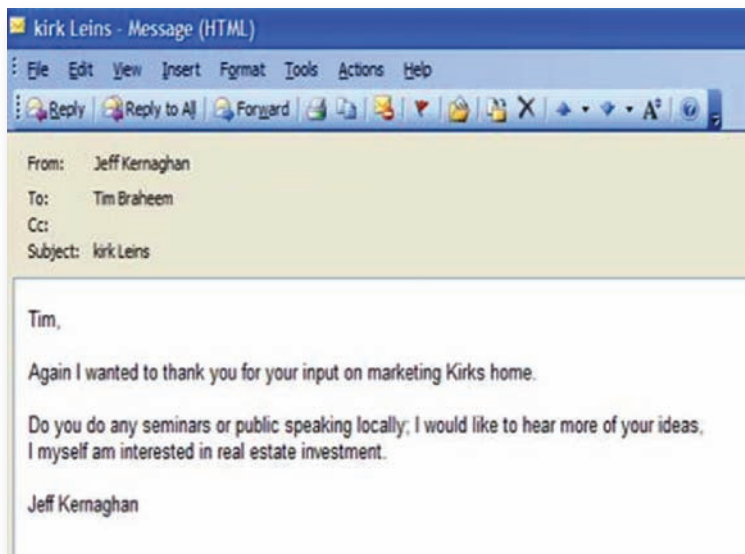 kirk Leins - Message (HTML)
File Edit View Insert Format Tools Actions Help
Reply Reply to All Forward
From: Jeff Kernaghan
To: Tim Braheem
Cc:
Subject: kirk Leins
Tim,
Again I wanted to thank you for your input on marketing Kirks home.
Do you do any seminars or public speaking locally; I would like to hear more of your ideas,
I myself am interested in real estate investment.
Jeff Kernaghan